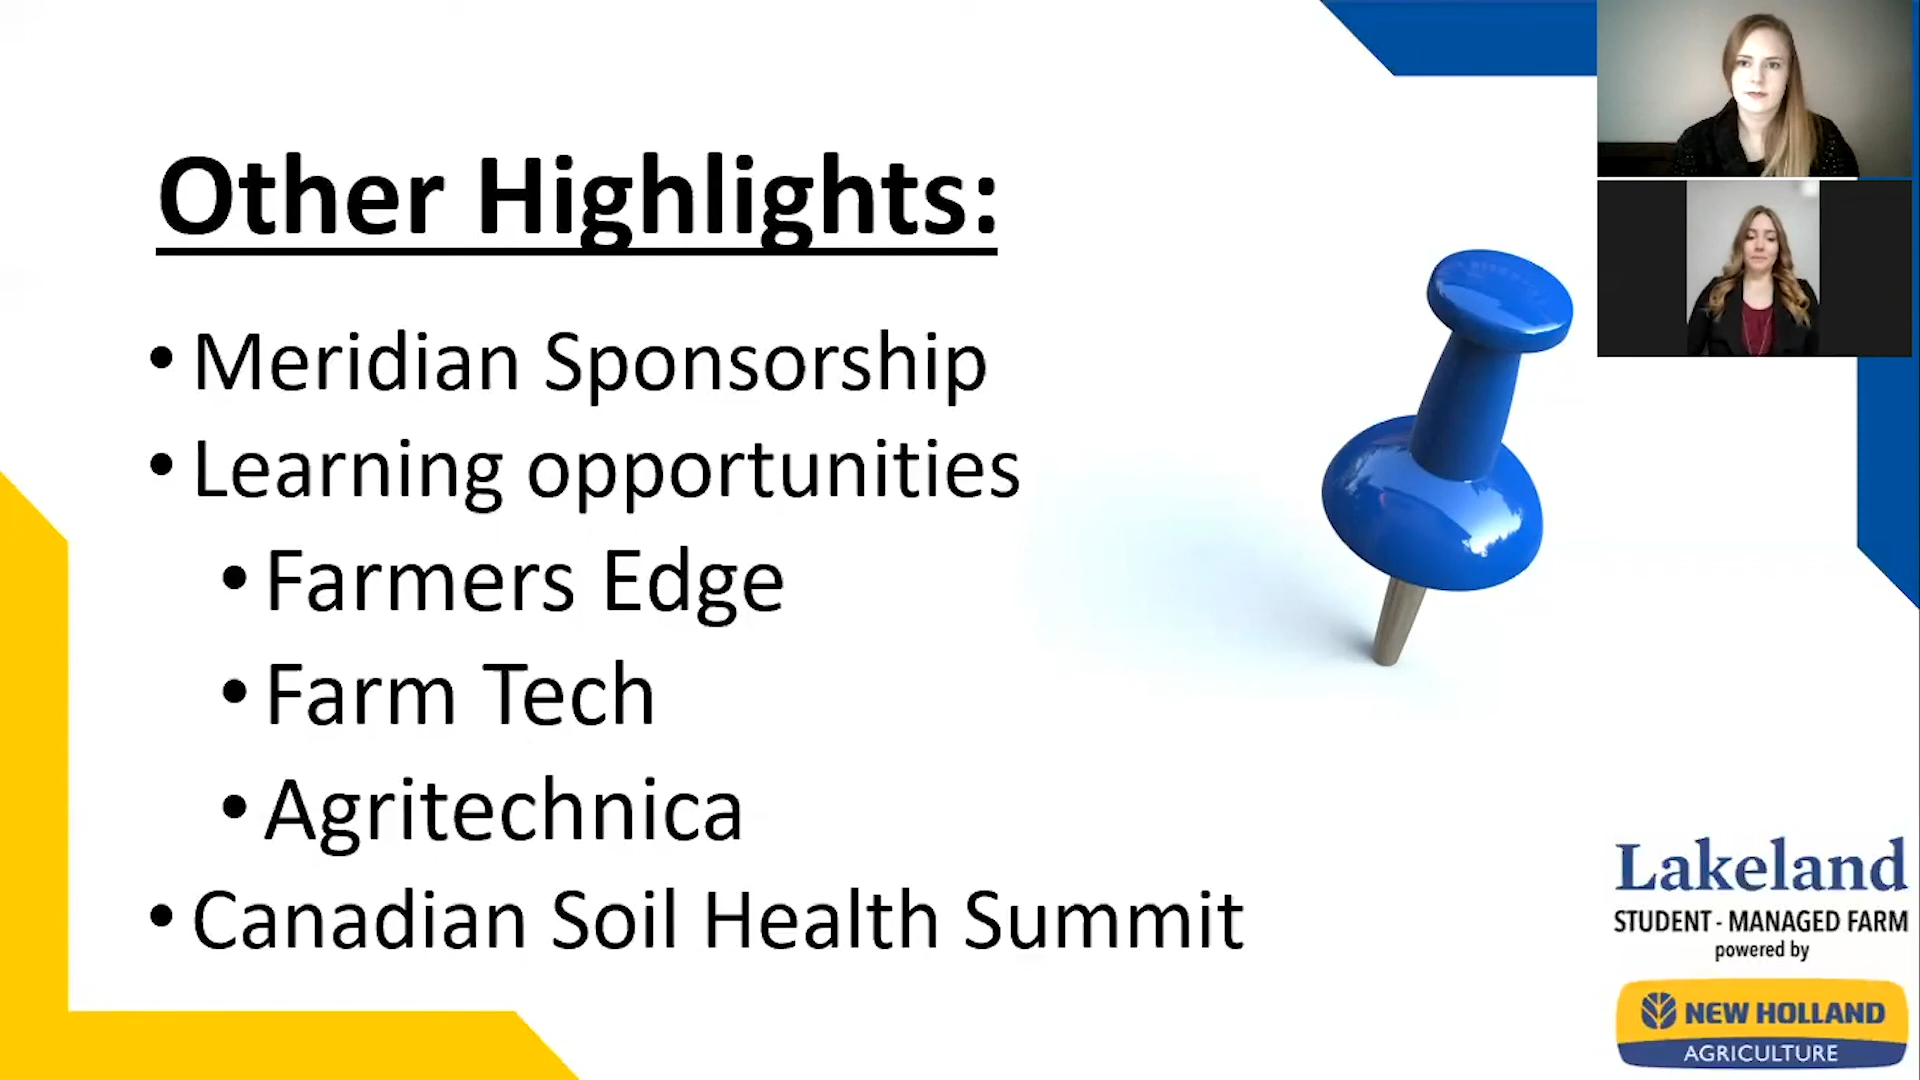 Other Highlights:
• Meridian Sponsorship
• Learning opportunities
• Farmers Edge
• Farm Tech
• Agritechnica
• Canadian Soil Health Summit
Lakeland
STUDENT - MANAGED FARM
powered by
NEW HOLLAND
AGRICULTURE